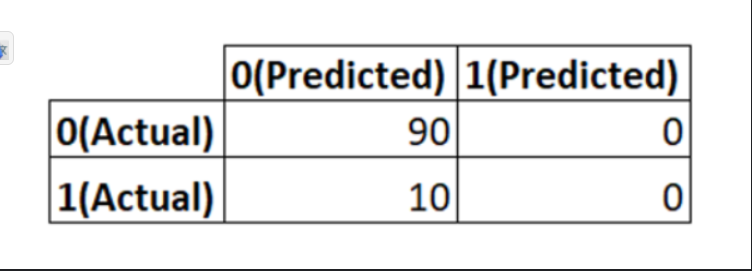 0(Predicted) 1(Predicted)
0(Actual) 90 0
1(Actual) 10 0